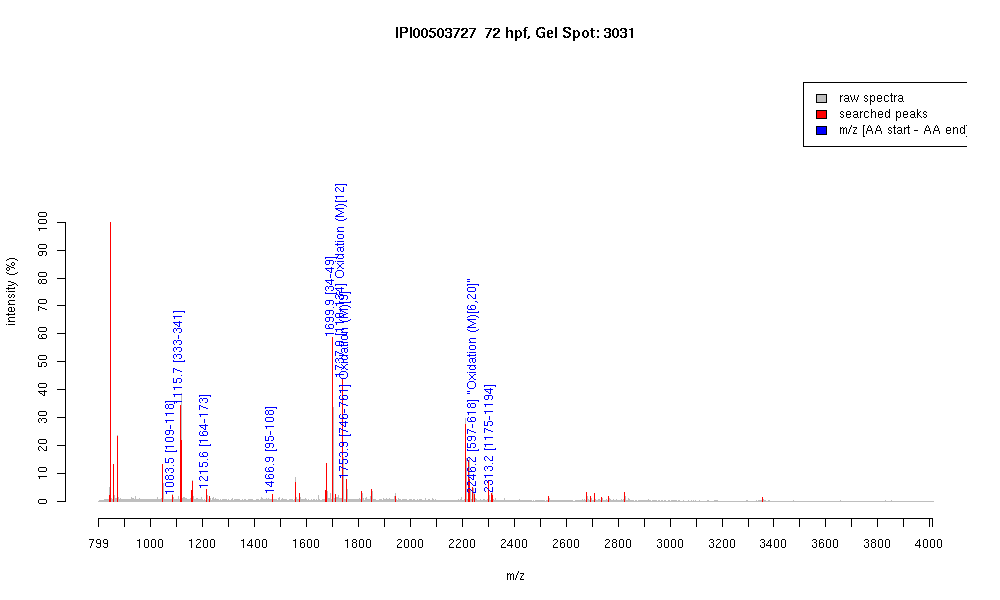 IPI00503727 72 hpf, Gel Spot: 3031
raw spectra
searched peaks
m/z [AA start - AA end]
intensity (%)
100
90
80
70
60
50
40
30
20
10
0
1083.5 [109-118]
1115.7 [333-341]
1215.6 [164-173]
1466.9 [95-108]
1699.9 [34-49]
Oxidation (M)[12]
1753.9 [746-761] Oxidation (M)[9]
2246.2 [597-618] "Oxidation (M)[6,20]"
2313.2 [1175-1194]
799 1000 1200 1400 1600 1800 2000 2200 2400 2600 2800 3000 3200 3400 3600 3800 4000
m/z